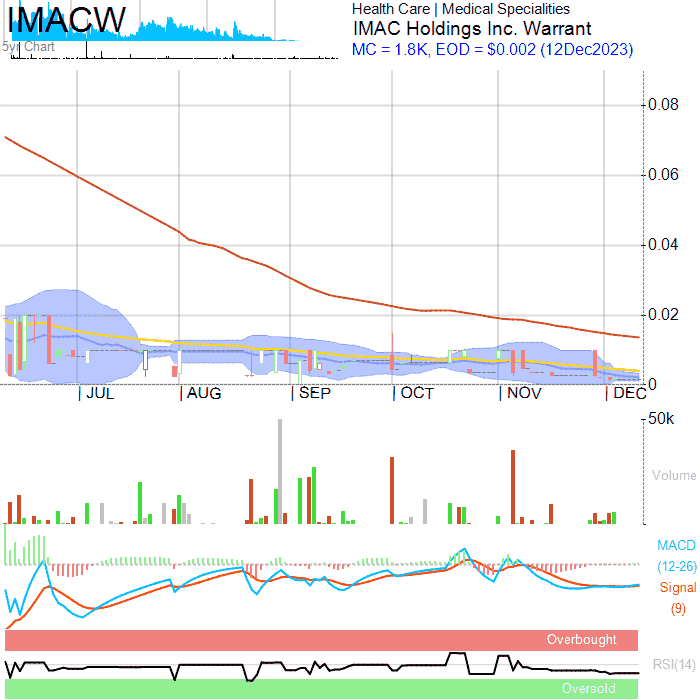 IMACW
5yr Chart
Health Care | Medical Specialities
IMAC Holdings Inc. Warrant
MC = 1.8K, EOD = $0.002 (12Dec2023)
0.08
0.06
0.04
0.02
0
JUL AUG SEP OCT NOV DEC
50k
Volume
MACD
(12-26)
Signal
(9)
Overbought
RSI(14)
Oversold